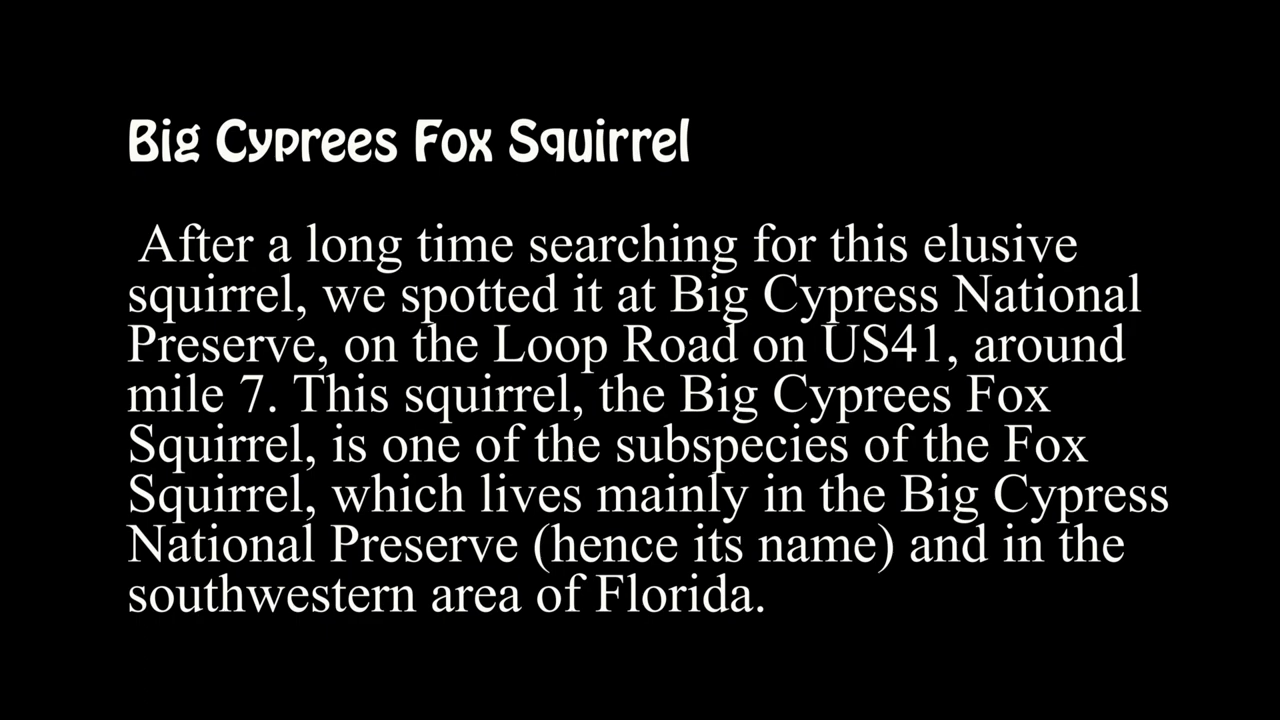 Big Cyprees Fox Squirrel
After a long time searching for this elusive
squirrel, we spotted it at Big Cypress National
Preserve, on the Loop Road on US41, around
mile 7. This squirrel, the Big Cyprees Fox
Squirrel, is one of the subspecies of the Fox
Squirrel, which lives mainly in the Big Cypress
National Preserve (hence its name) and in the
southwestern area of Florida.